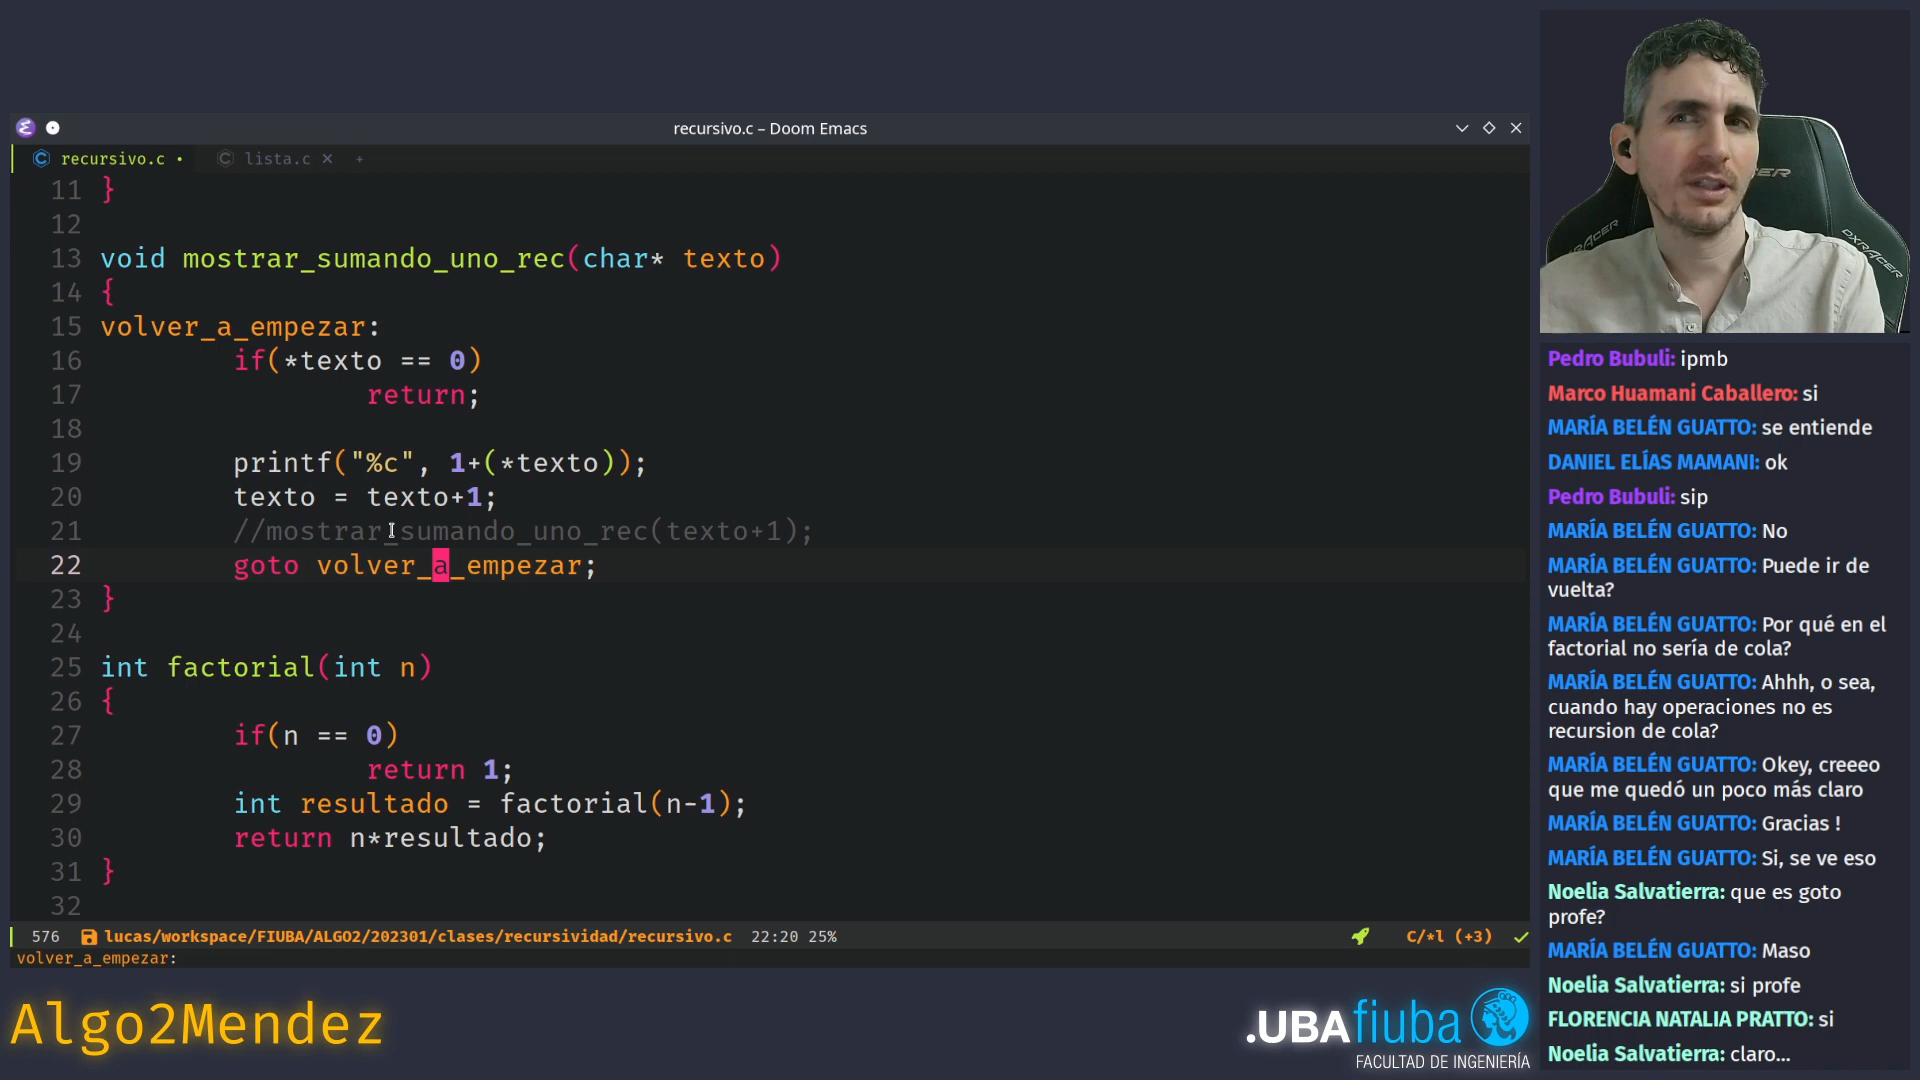 recursivo.c – Doom Emacs
recursivo.c •
lista.c × +
11 }
12
13 void mostrar_sumando_uno_rec(char* texto)
14 {
15 volver_a_empezar:
16 if(*texto == 0)
17 return;
18
19 printf("%c", 1+(*texto));
20 texto = texto+1;
21 //mostrar_sumando_uno_rec(texto+1);
22 goto volver_a_empezar;
23 }
24
25 int factorial(int n)
26 {
27 if(n == 0)
28 return 1;
29 int resultado = factorial(n-1);
30 return n*resultado;
31 }
32
576 lucas/workspace/FIUBA/ALGO2/202301/clases/recursividad/recursivo.c 22:20 25% C/*l (+3)
volver_a_empezar:
Algo2Mendez
.UBAfiuba
FACULTAD DE INGENIERÍA
DXRACER
Pedro Bubuli: ipmb
Marco Huamani Caballero: si
MARÍA BELÉN GUATTO: se entiende
DANIEL ELÍAS MAMANI: ok
Pedro Bubuli: sip
MARÍA BELÉN GUATTO: No
MARÍA BELÉN GUATTO: Puede ir de
vuelta?
MARÍA BELÉN GUATTO: Por qué en el
factorial no sería de cola?
MARÍA BELÉN GUATTO: Ahhh, o sea,
cuando hay operaciones no es
recursion de cola?
MARÍA BELÉN GUATTO: Okey, creeeo
que me quedó un poco más claro
MARÍA BELÉN GUATTO: Gracias !
MARÍA BELÉN GUATTO: Si, se ve eso
Noelia Salvatierra: que es goto
profe?
MARÍA BELÉN GUATTO: Maso
Noelia Salvatierra: si profe
FLORENCIA NATALIA PRATTO: si
Noelia Salvatierra: claro...